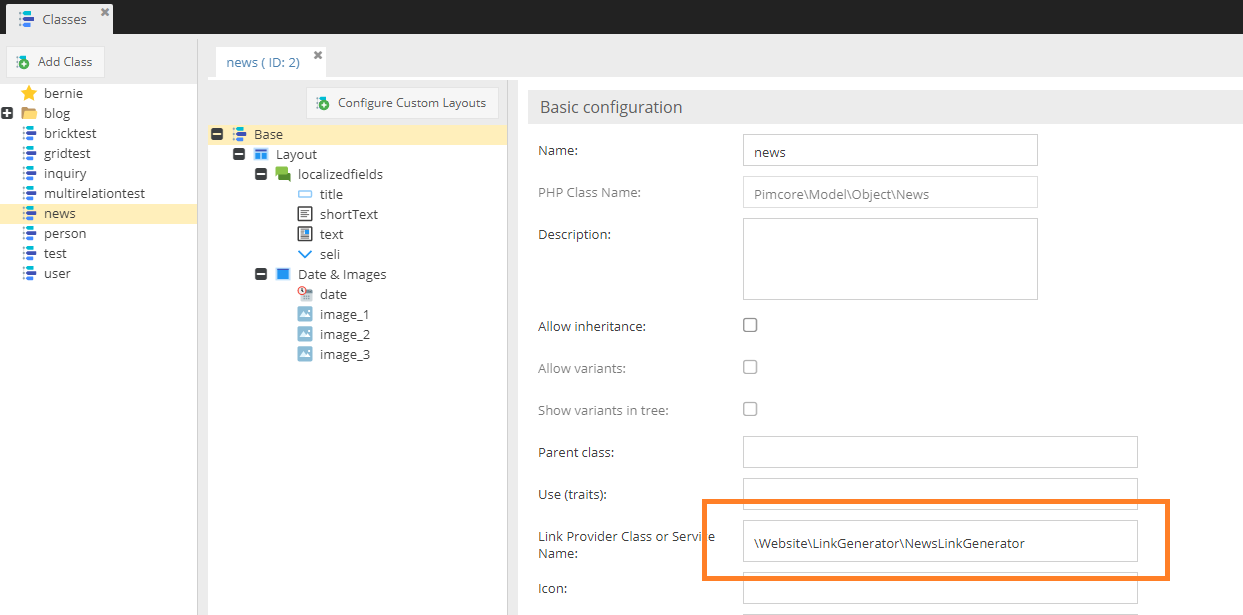 Classes
Add Class
bernie
blog
bricktest
gridtest
inquiry
multirelationtest
news
person
test
user
news ( ID: 2)
Configure Custom Layouts
Base
Layout
localizedfields
title
shortText
text
seli
Date & Images
date
image_1
image_2
image_3
Basic configuration
Name: news
PHP Class Name: Pimcore\Model\Object\News
Description:
Allow inheritance:
Allow variants:
Show variants in tree:
Parent class:
Use (traits):
Link Provider Class or Service
Name: \Website\LinkGenerator\NewsLinkGenerator
Icon: